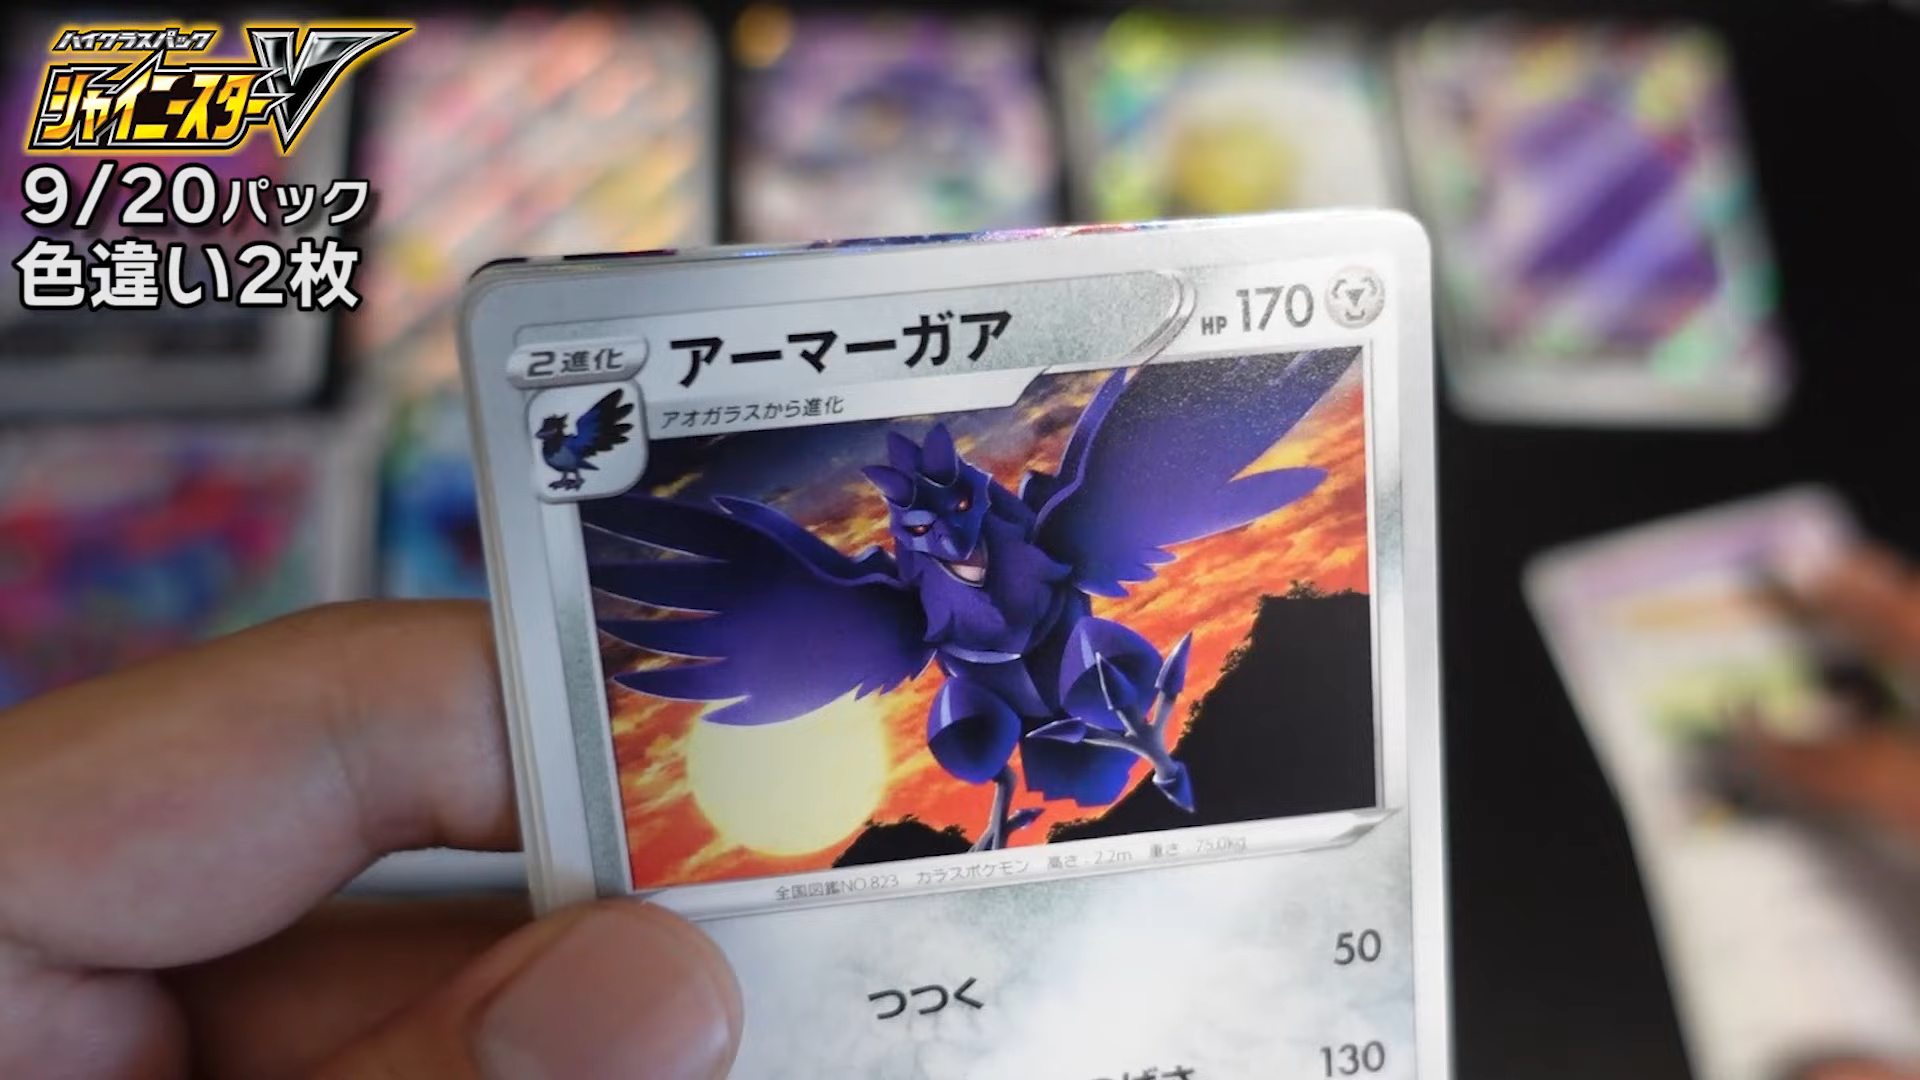 ハイクラスパック
シャイニースターV
9/20パック
色違い2枚
2進化 アーマーガア HP 170
アオガラスから進化
全国図鑑NO.823 カラスポケモン 高さ:2.2m 重さ:75.0kg
つつく 50
130